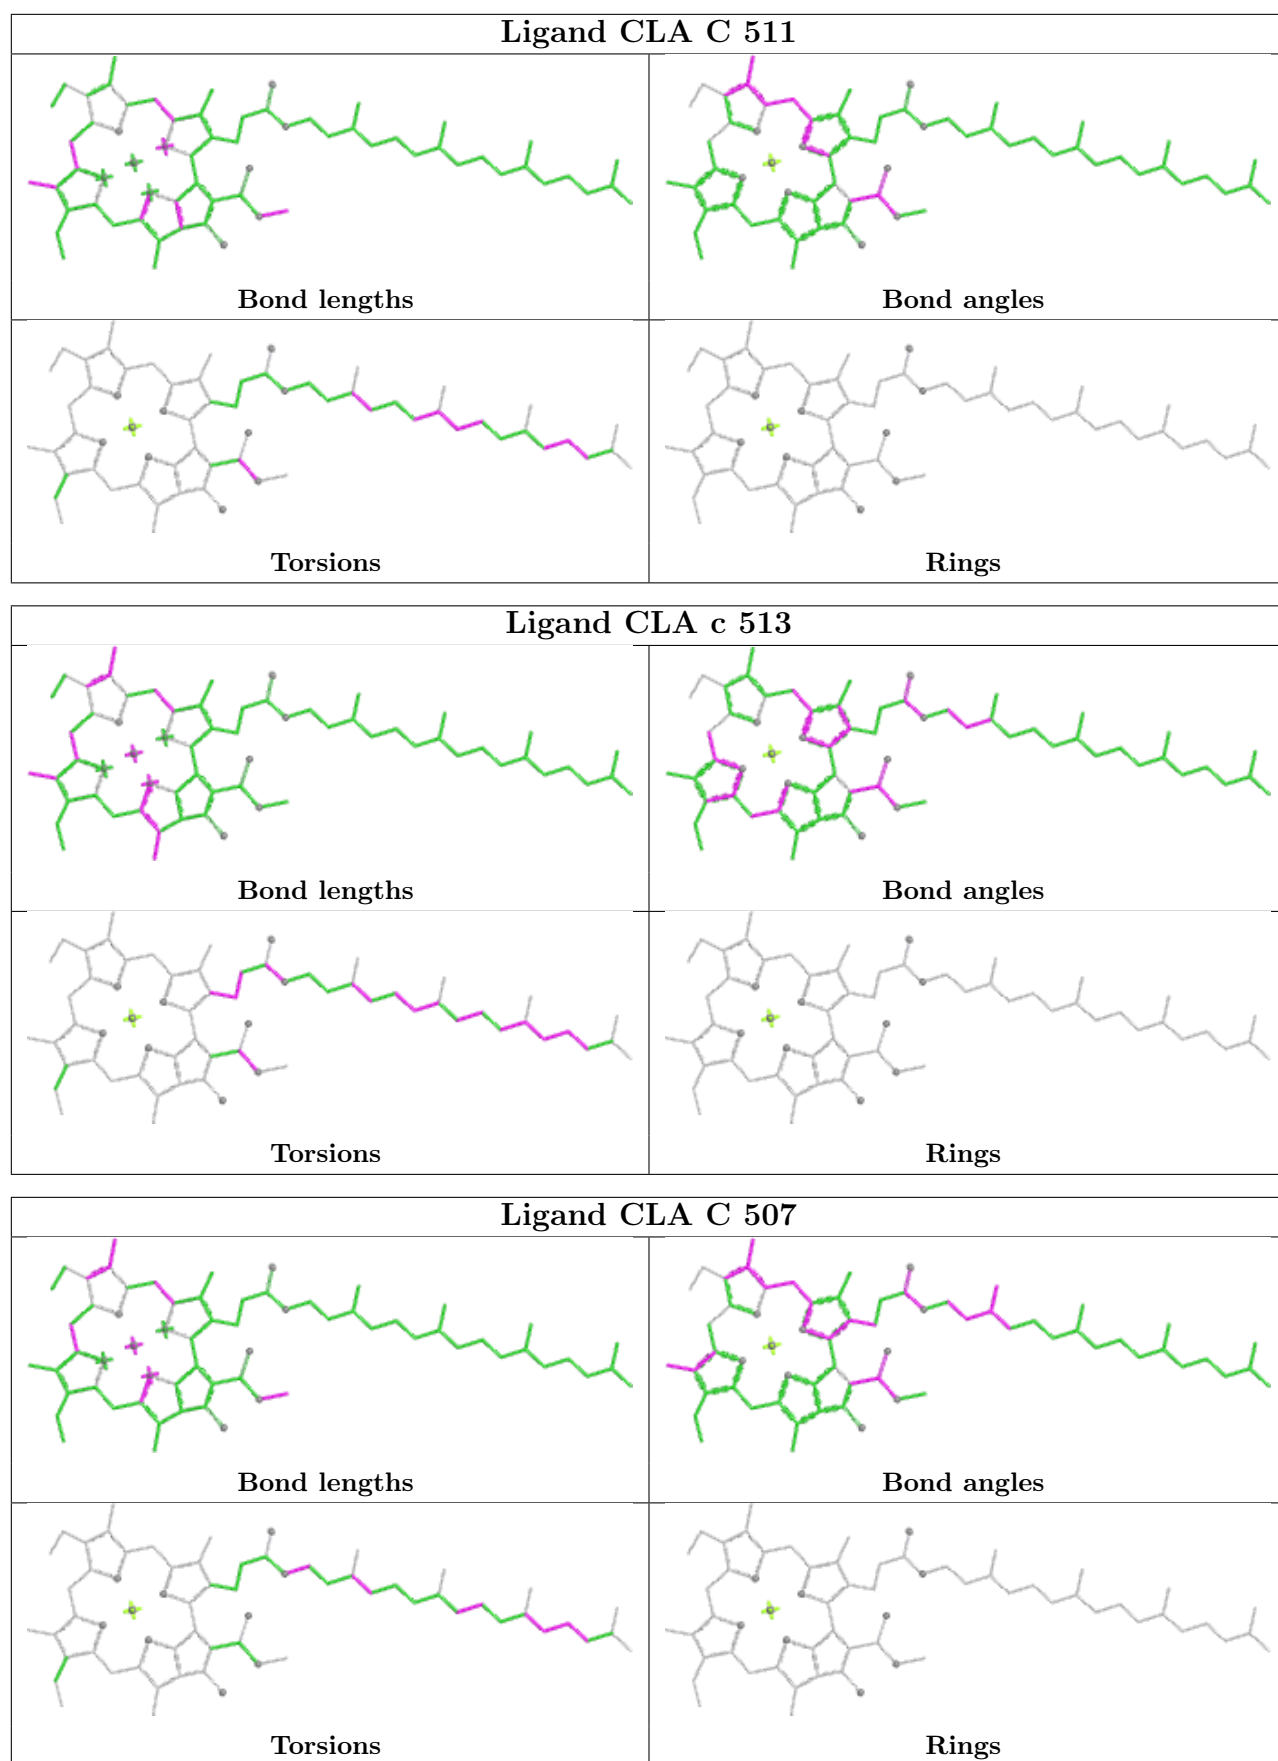 Ligand CLA C 511
Bond lengths
Bond angles
Torsions
Rings
Ligand CLA c 513
Bond lengths
Bond angles
Torsions
Rings
Ligand CLA C 507
Bond lengths
Bond angles
Torsions
Rings